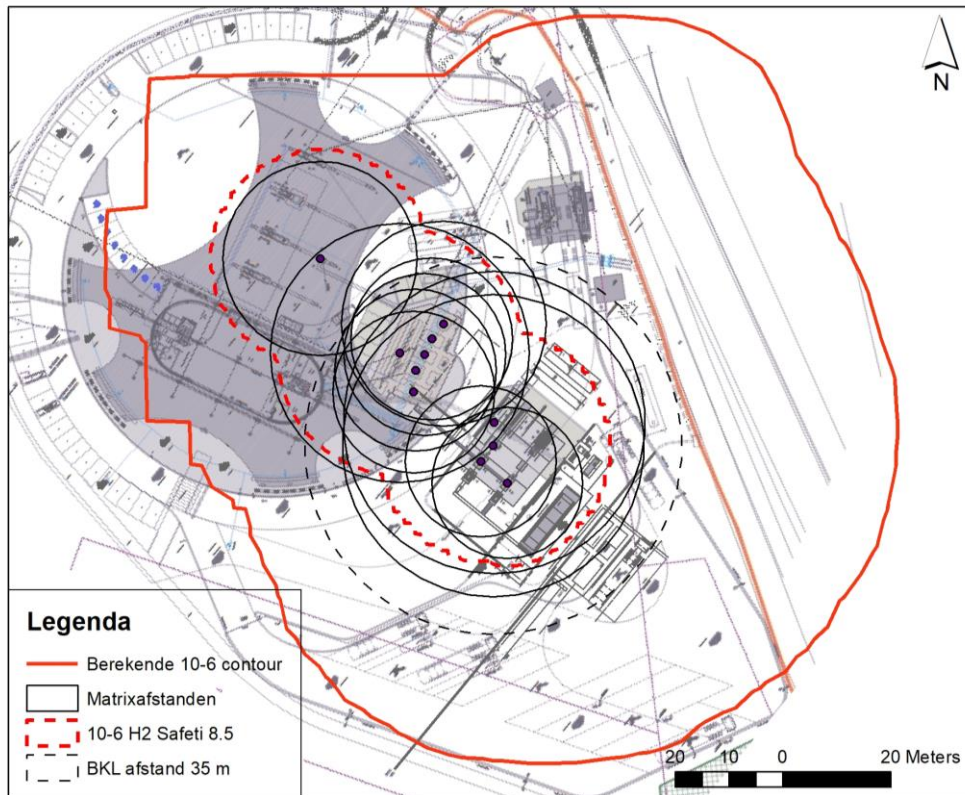 N
Legenda
Berekende 10-6 contour
Matrixafstanden
10-6 H2 Safeti 8.5
BKL afstand 35 m
20 10 0 20 Meters